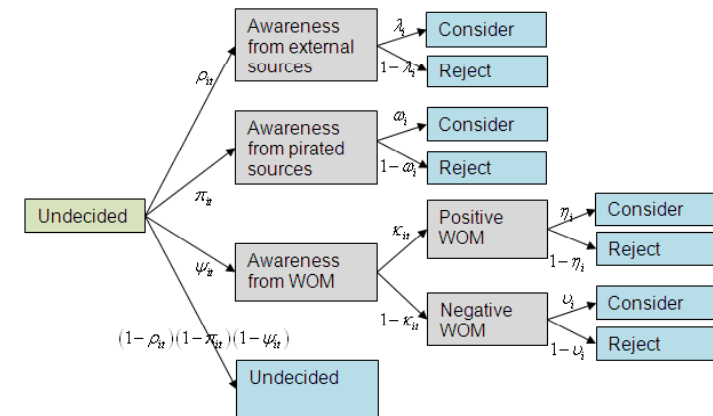 Awareness
from external
sources
λᵢ
Consider
1−λᵢ
Reject
ρᵢₜ
Awareness
from pirated
sources
ϖᵢ
Consider
1−ϖᵢ
Reject
πᵢₜ
Undecided
ψᵢₜ
Awareness
from WOM
κᵢₜ
Positive
WOM
ηᵢ
Consider
1−ηᵢ
Reject
1−κᵢₜ
Negative
WOM
υᵢ
Consider
1−υᵢ
Reject
(1−ρᵢₜ)(1−πᵢₜ)(1−ψᵢₜ)
Undecided